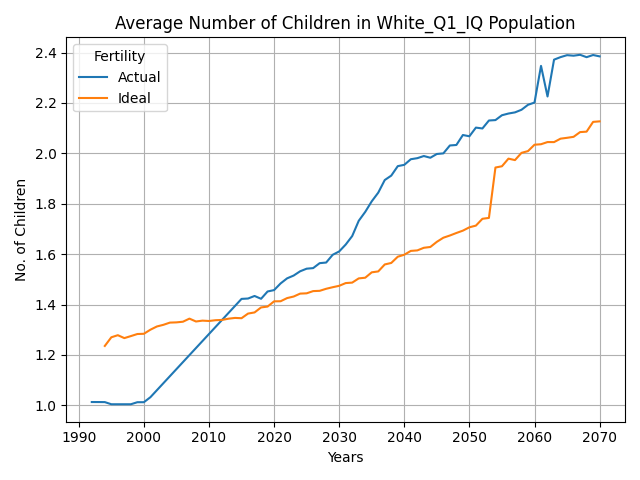 Average Number of Children in White_Q1_IQ Population
Fertility
Actual
Ideal
No. of Children
2.4
2.2
2.0
1.8
1.6
1.4
1.2
1.0
1990 2000 2010 2020 2030 2040 2050 2060 2070
Years